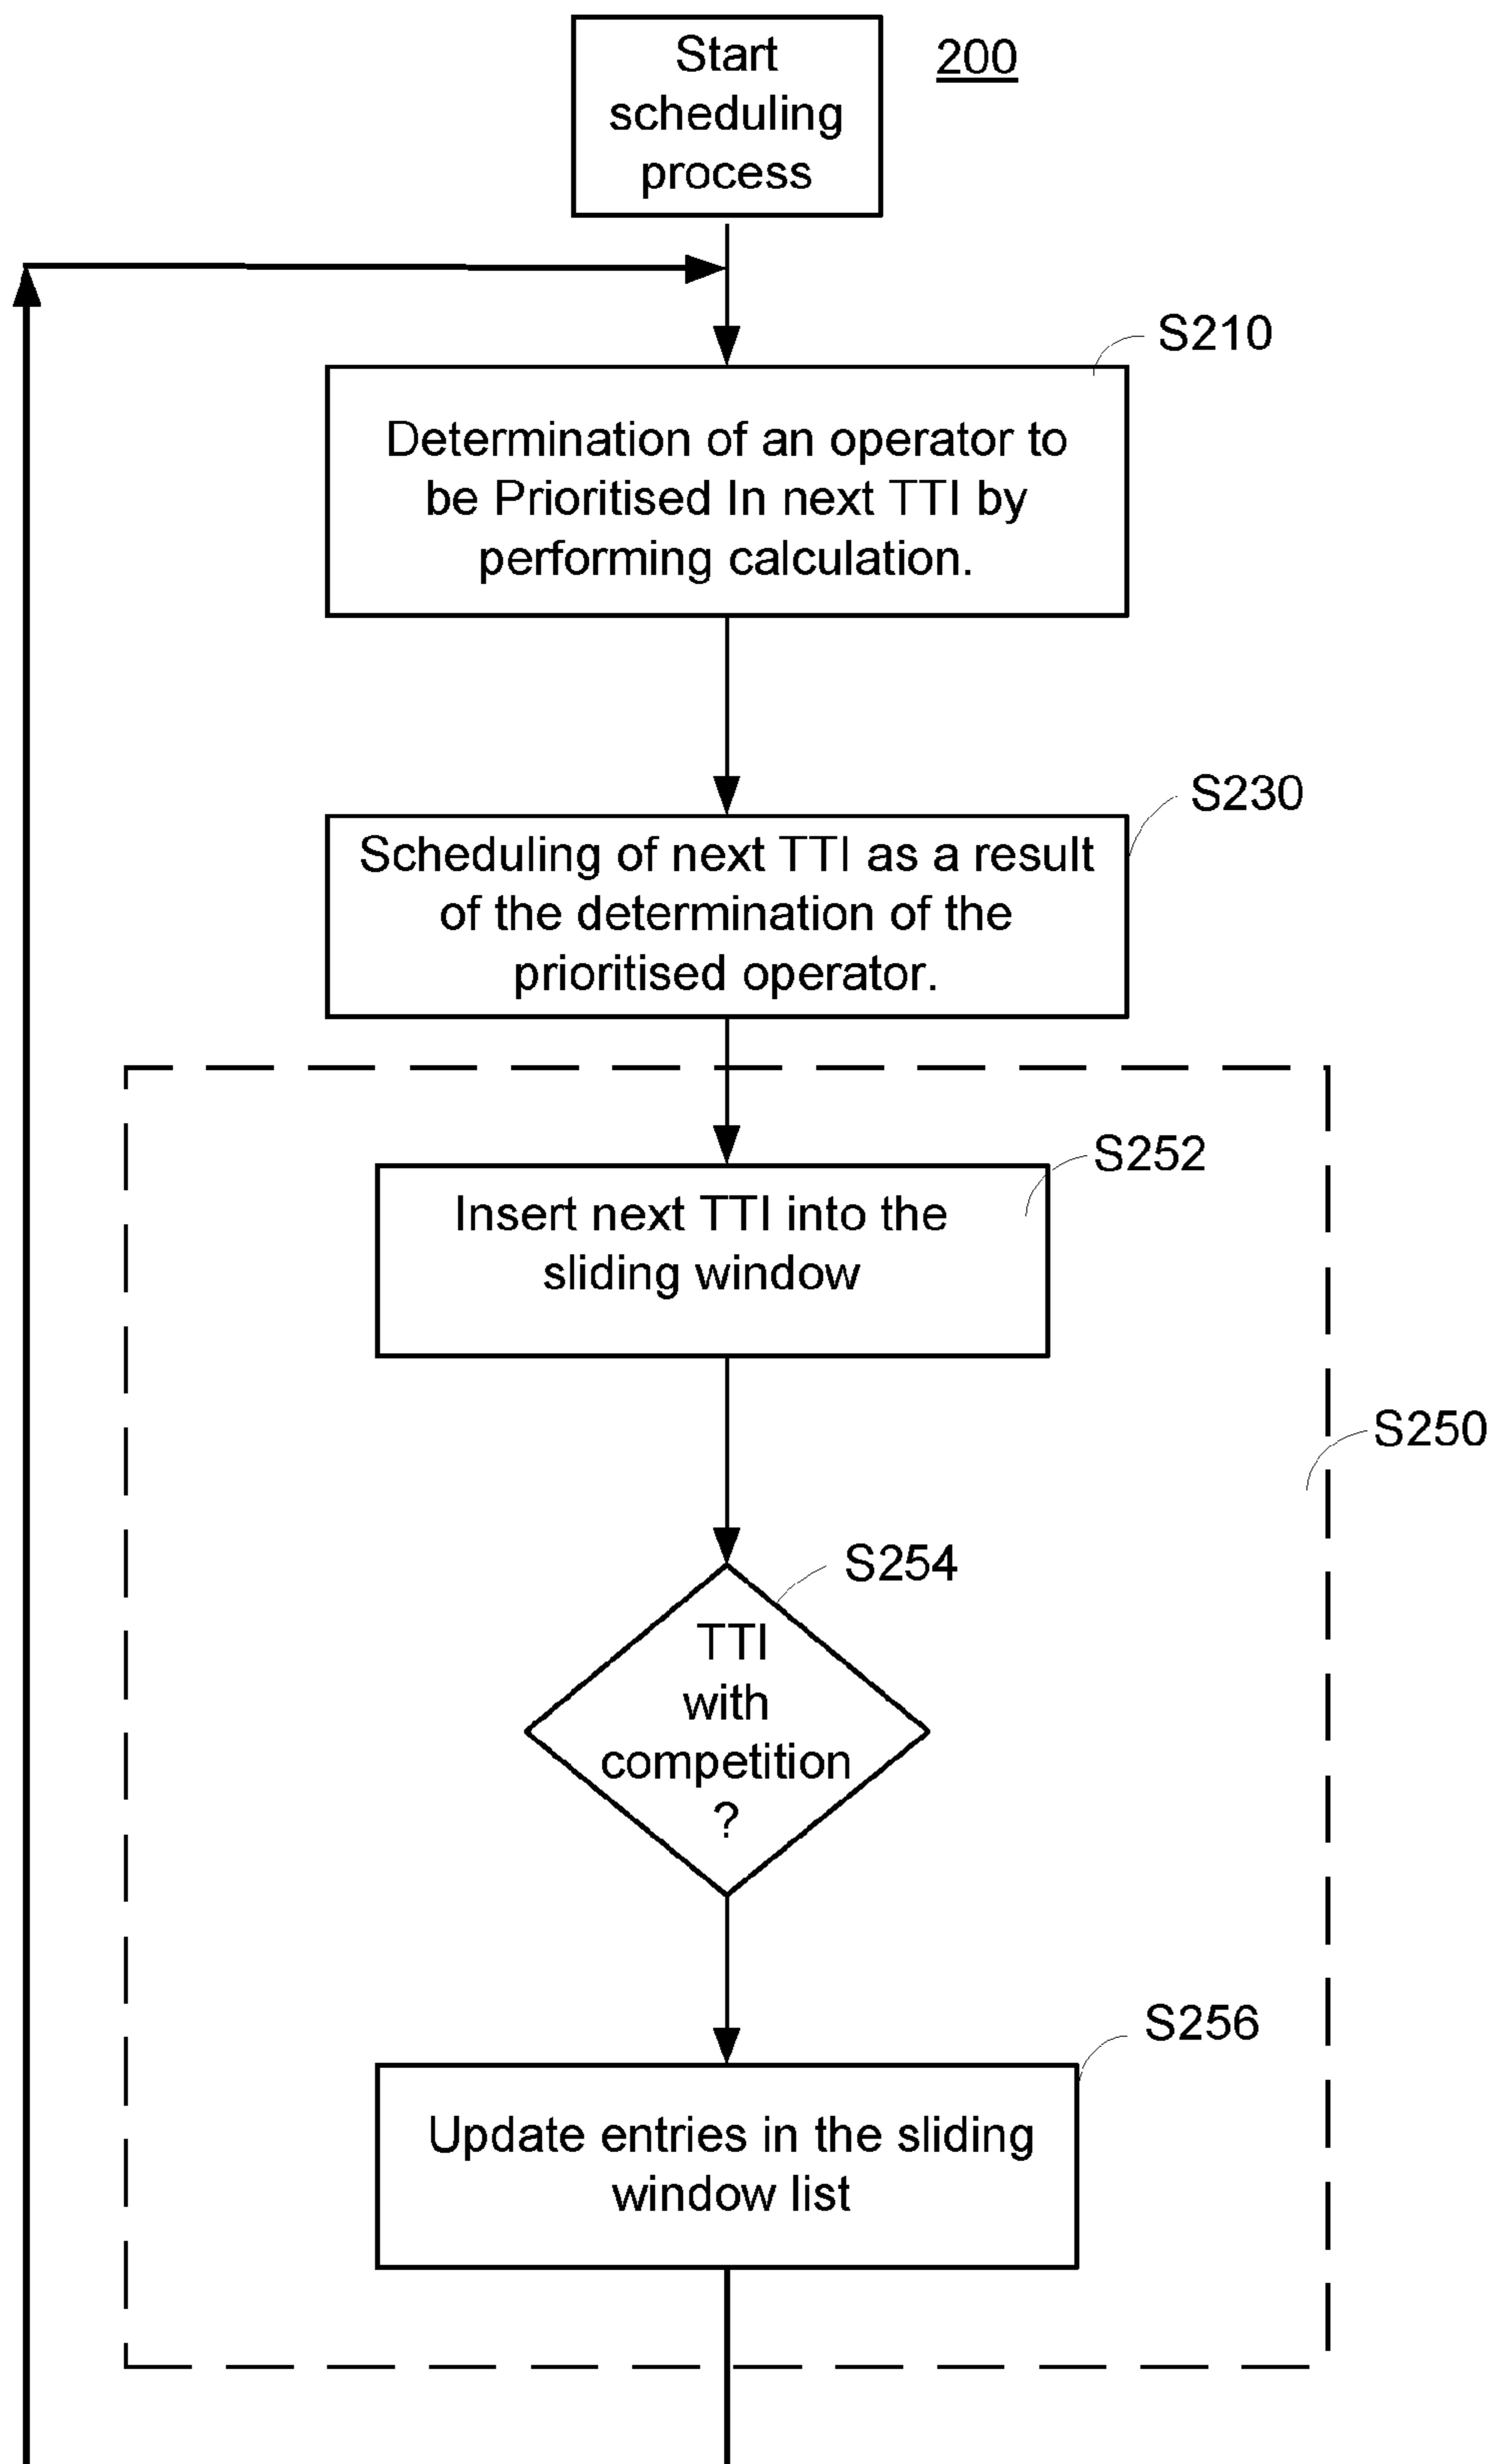 Start
scheduling
process
200
S210
Determination of an operator to
be Prioritised In next TTI by
performing calculation.
S230
Scheduling of next TTI as a result
of the determination of the
prioritised operator.
S252
Insert next TTI into the
sliding window
S250
S254
TTI
with
competition
?
S256
Update entries in the sliding
window list